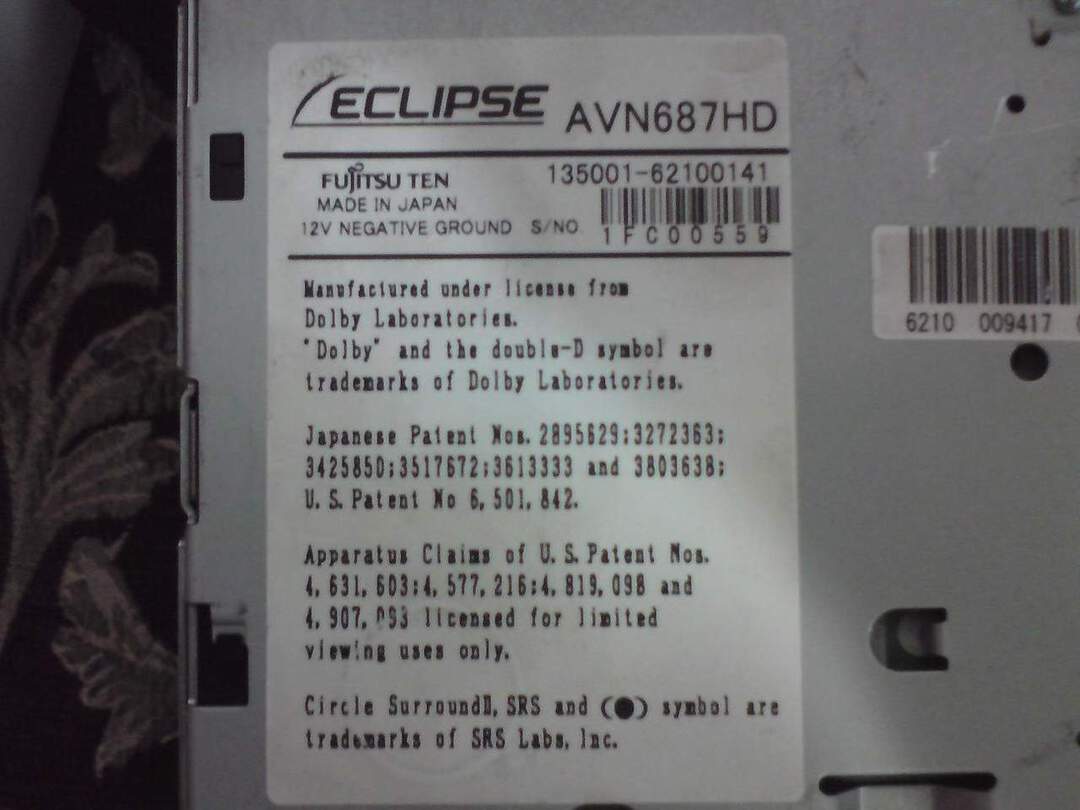 ECLIPSE AVN687HD
FUJITSU TEN 135001-62100141
MADE IN JAPAN
12V NEGATIVE GROUND S/NO. 1FC00559
Manufactured under license from
Dolby Laboratories.
"Dolby" and the double-D symbol are
trademarks of Dolby Laboratories.
Japanese Patent Nos. 2895629;3272363;
3425850;3517672;3613333 and 3803638;
U.S. Patent No 6,501,842.
Apparatus Claims of U.S. Patent Nos.
4,631,603;4,577,216;4,819,098 and
4,907,093 licensed for limited
viewing uses only.
Circle SurroundⅡ, SRS and (●) symbol are
trademarks of SRS Labs, Inc.
6210 009417